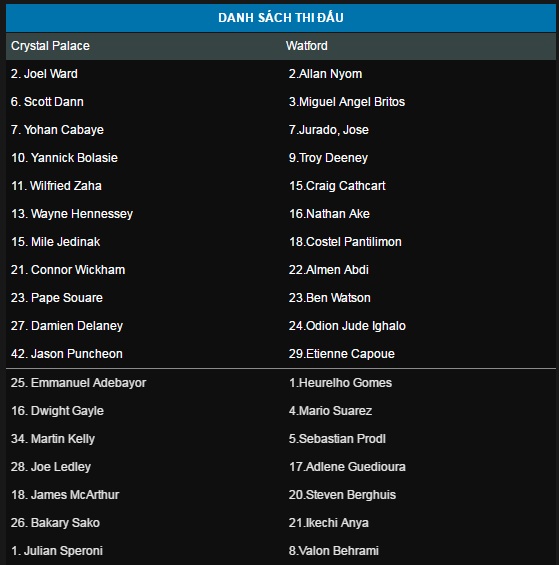 DANH SÁCH THI ĐẤU
Crystal Palace Watford
2. Joel Ward 2.Allan Nyom
6. Scott Dann 3.Miguel Angel Britos
7. Yohan Cabaye 7.Jurado, Jose
10. Yannick Bolasie 9.Troy Deeney
11. Wilfried Zaha 15.Craig Cathcart
13. Wayne Hennessey 16.Nathan Ake
15. Mile Jedinak 18.Costel Pantilimon
21. Connor Wickham 22.Almen Abdi
23. Pape Souare 23.Ben Watson
27. Damien Delaney 24.Odion Jude Ighalo
42. Jason Puncheon 29.Etienne Capoue
25. Emmanuel Adebayor 1.Heurelho Gomes
16. Dwight Gayle 4.Mario Suarez
34. Martin Kelly 5.Sebastian Prodl
28. Joe Ledley 17.Adlene Guedioura
18. James McArthur 20.Steven Berghuis
26. Bakary Sako 21.Ikechi Anya
1. Julian Speroni 8.Valon Behrami